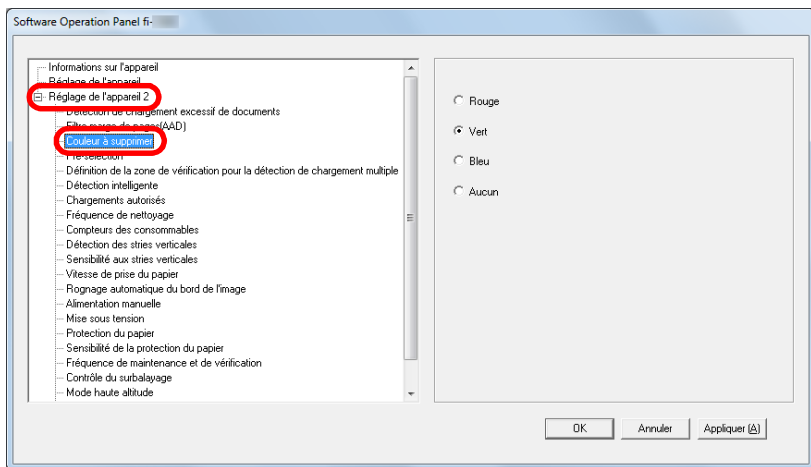 Software Operation Panel fi-
Informations sur l'appareil
Réglage de l'appareil
Réglage de l'appareil 2
Détection de chargement excessif de documents
Filtre marge de pages(AAD)
Couleur à supprimer
Pré-sélection
Définition de la zone de vérification pour la détection de chargement multiple
Détection intelligente
Chargements autorisés
Fréquence de nettoyage
Compteurs des consommables
Détection des stries verticales
Sensibilité aux stries verticales
Vitesse de prise du papier
Rognage automatique du bord de l'image
Alimentation manuelle
Mise sous tension
Protection du papier
Sensibilité de la protection du papier
Fréquence de maintenance et de vérification
Contrôle du surbalayage
Mode haute altitude
Rouge
Vert
Bleu
Aucun
OK
Annuler
Appliquer (A)